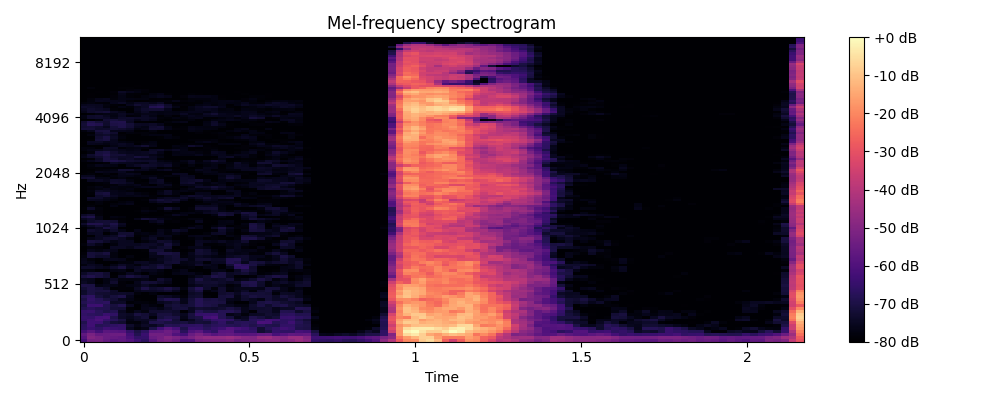 Mel-frequency spectrogram
Hz
8192
4096
2048
1024
512
0
0
0.5
1
1.5
2
Time
+0 dB
-10 dB
-20 dB
-30 dB
-40 dB
-50 dB
-60 dB
-70 dB
-80 dB